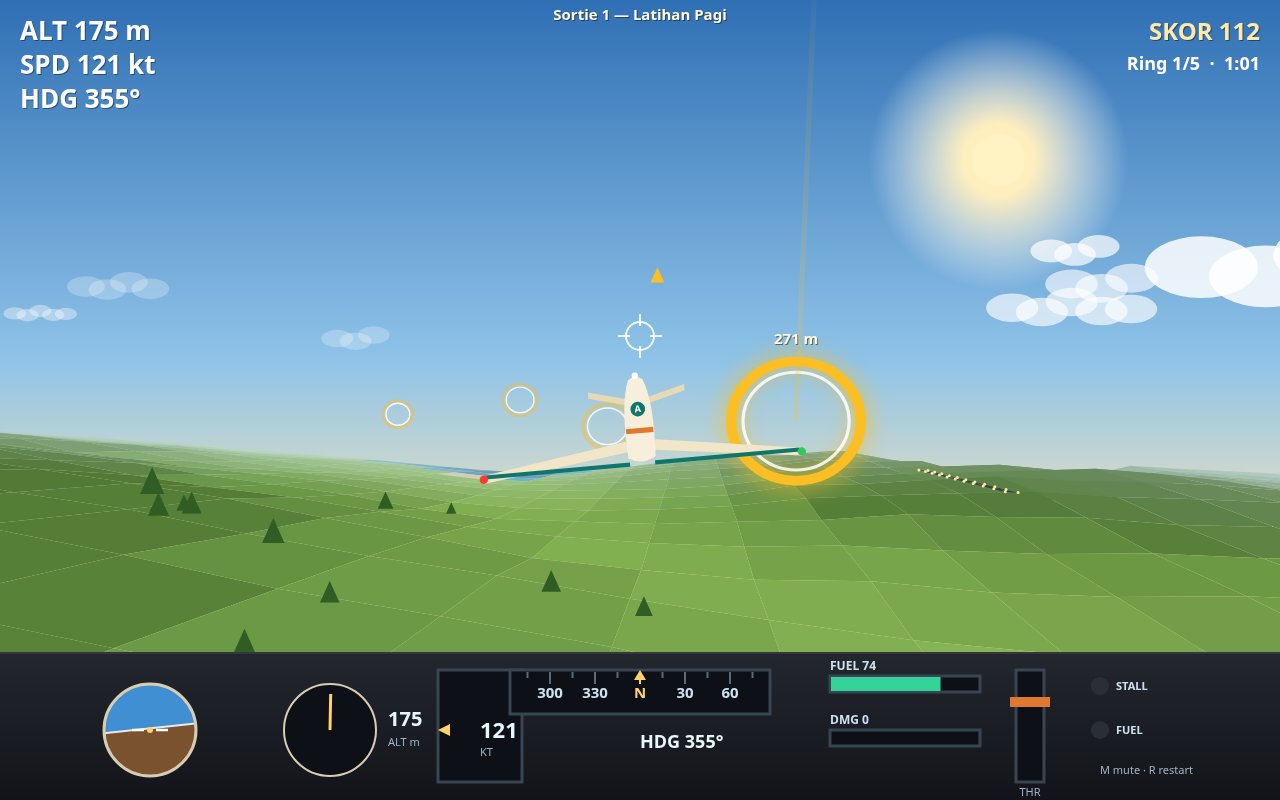 Sortie 1 — Latihan Pagi
ALT 175 m
SPD 121 kt
HDG 355°
SKOR 112
Ring 1/5 · 1:01
271 m
A
175
ALT m
121
KT
300 330 N 30 60
HDG 355°
FUEL 74
DMG 0
THR
STALL
FUEL
M mute · R restart